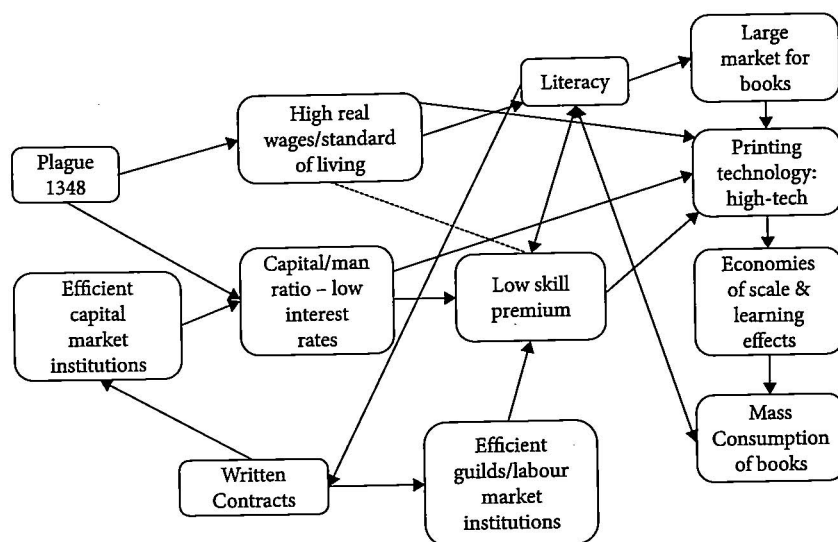 Large
market for
books
Literacy
High real
wages/standard
of living
Plague
1348
Printing
technology:
high-tech
Capital/man
ratio – low
interest
rates
Low skill
premium
Economies
of scale &
learning
effects
Efficient
capital
market
institutions
Mass
Consumption
of books
Efficient
guilds/labour
market
institutions
Written
Contracts